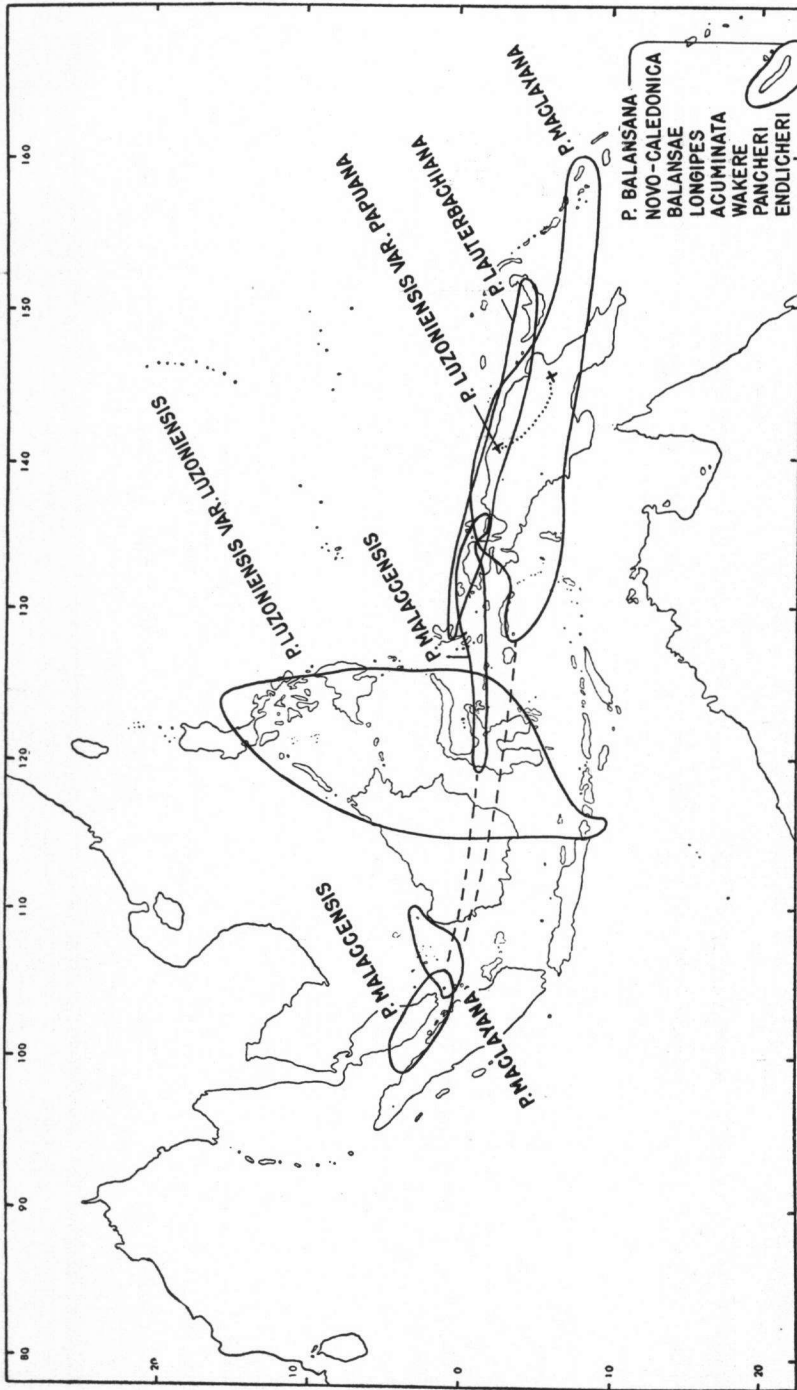 80
90
100
110
120
130
140
150
160
20
10
0
10
20
P. LUZONIENSIS VAR. LUZONIENSIS
P. MALACCENSIS
P. MALACCENSIS
P. MACLAYANA
P. LUZONIENSIS VAR. PAPUANA
P. LAUTERBACHIANA
P. MACLAYANA
P. BALANSANA
NOVO-CALEDONICA
BALANSAE
LONGIPES
ACUMINATA
WAKERE
PANCHERI
ENDLICHERI